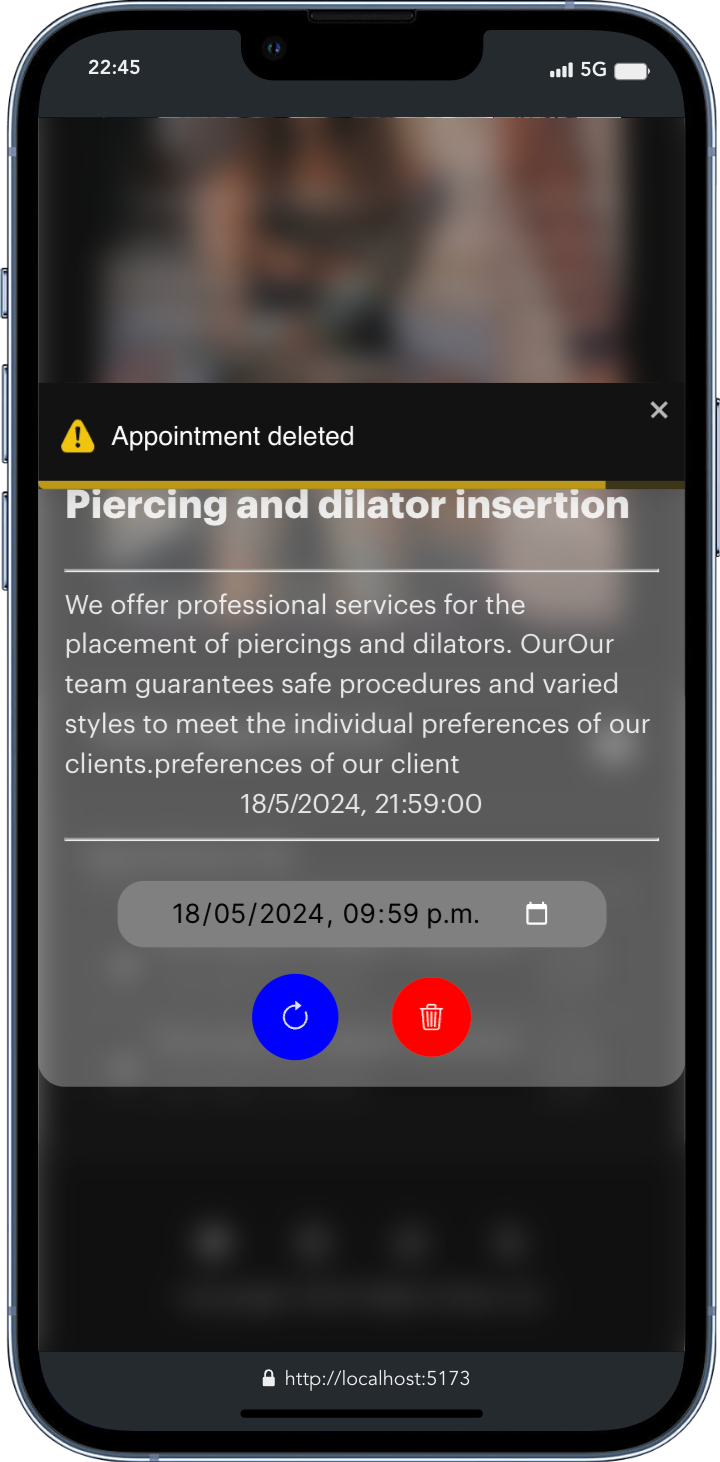 22:45
5G
Appointment deleted
Piercing and dilator insertion
We offer professional services for the
placement of piercings and dilators. OurOur
team guarantees safe procedures and varied
styles to meet the individual preferences of our
clients.preferences of our client
18/5/2024, 21:59:00
18/05/2024, 09:59 p.m.
http://localhost:5173